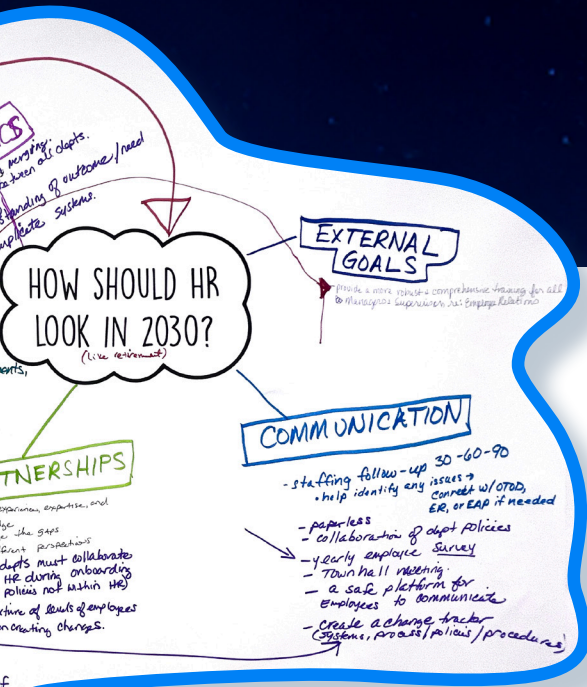 CS
merging.
between all depts.
standing of outcome/need
duplicate systems.
HOW SHOULD HR
LOOK IN 2030?
(like retirement)
EXTERNAL
GOALS
- provide a more robust & comprehensive training for all
Managers & Supervisors re: Employee Relations
ents,
COMMUNICATION
- staffing follow-up 30-60-90
• help identify any issues →
connect w/OTOD,
ER, or EAP if needed
- paperless
- collaboration of dept policies
- yearly employee survey
- Townhall meeting.
- a safe platform for
Employees to communicate
- Create a change tracker
(systems, process/policies/procedures)
TNERSHIPS
experience, expertise, and
ge
the gaps
fferent perspectives
depts must collaborate
HR during onboarding
policies not within HR)
xture of levels of employees
on creating changes.
f